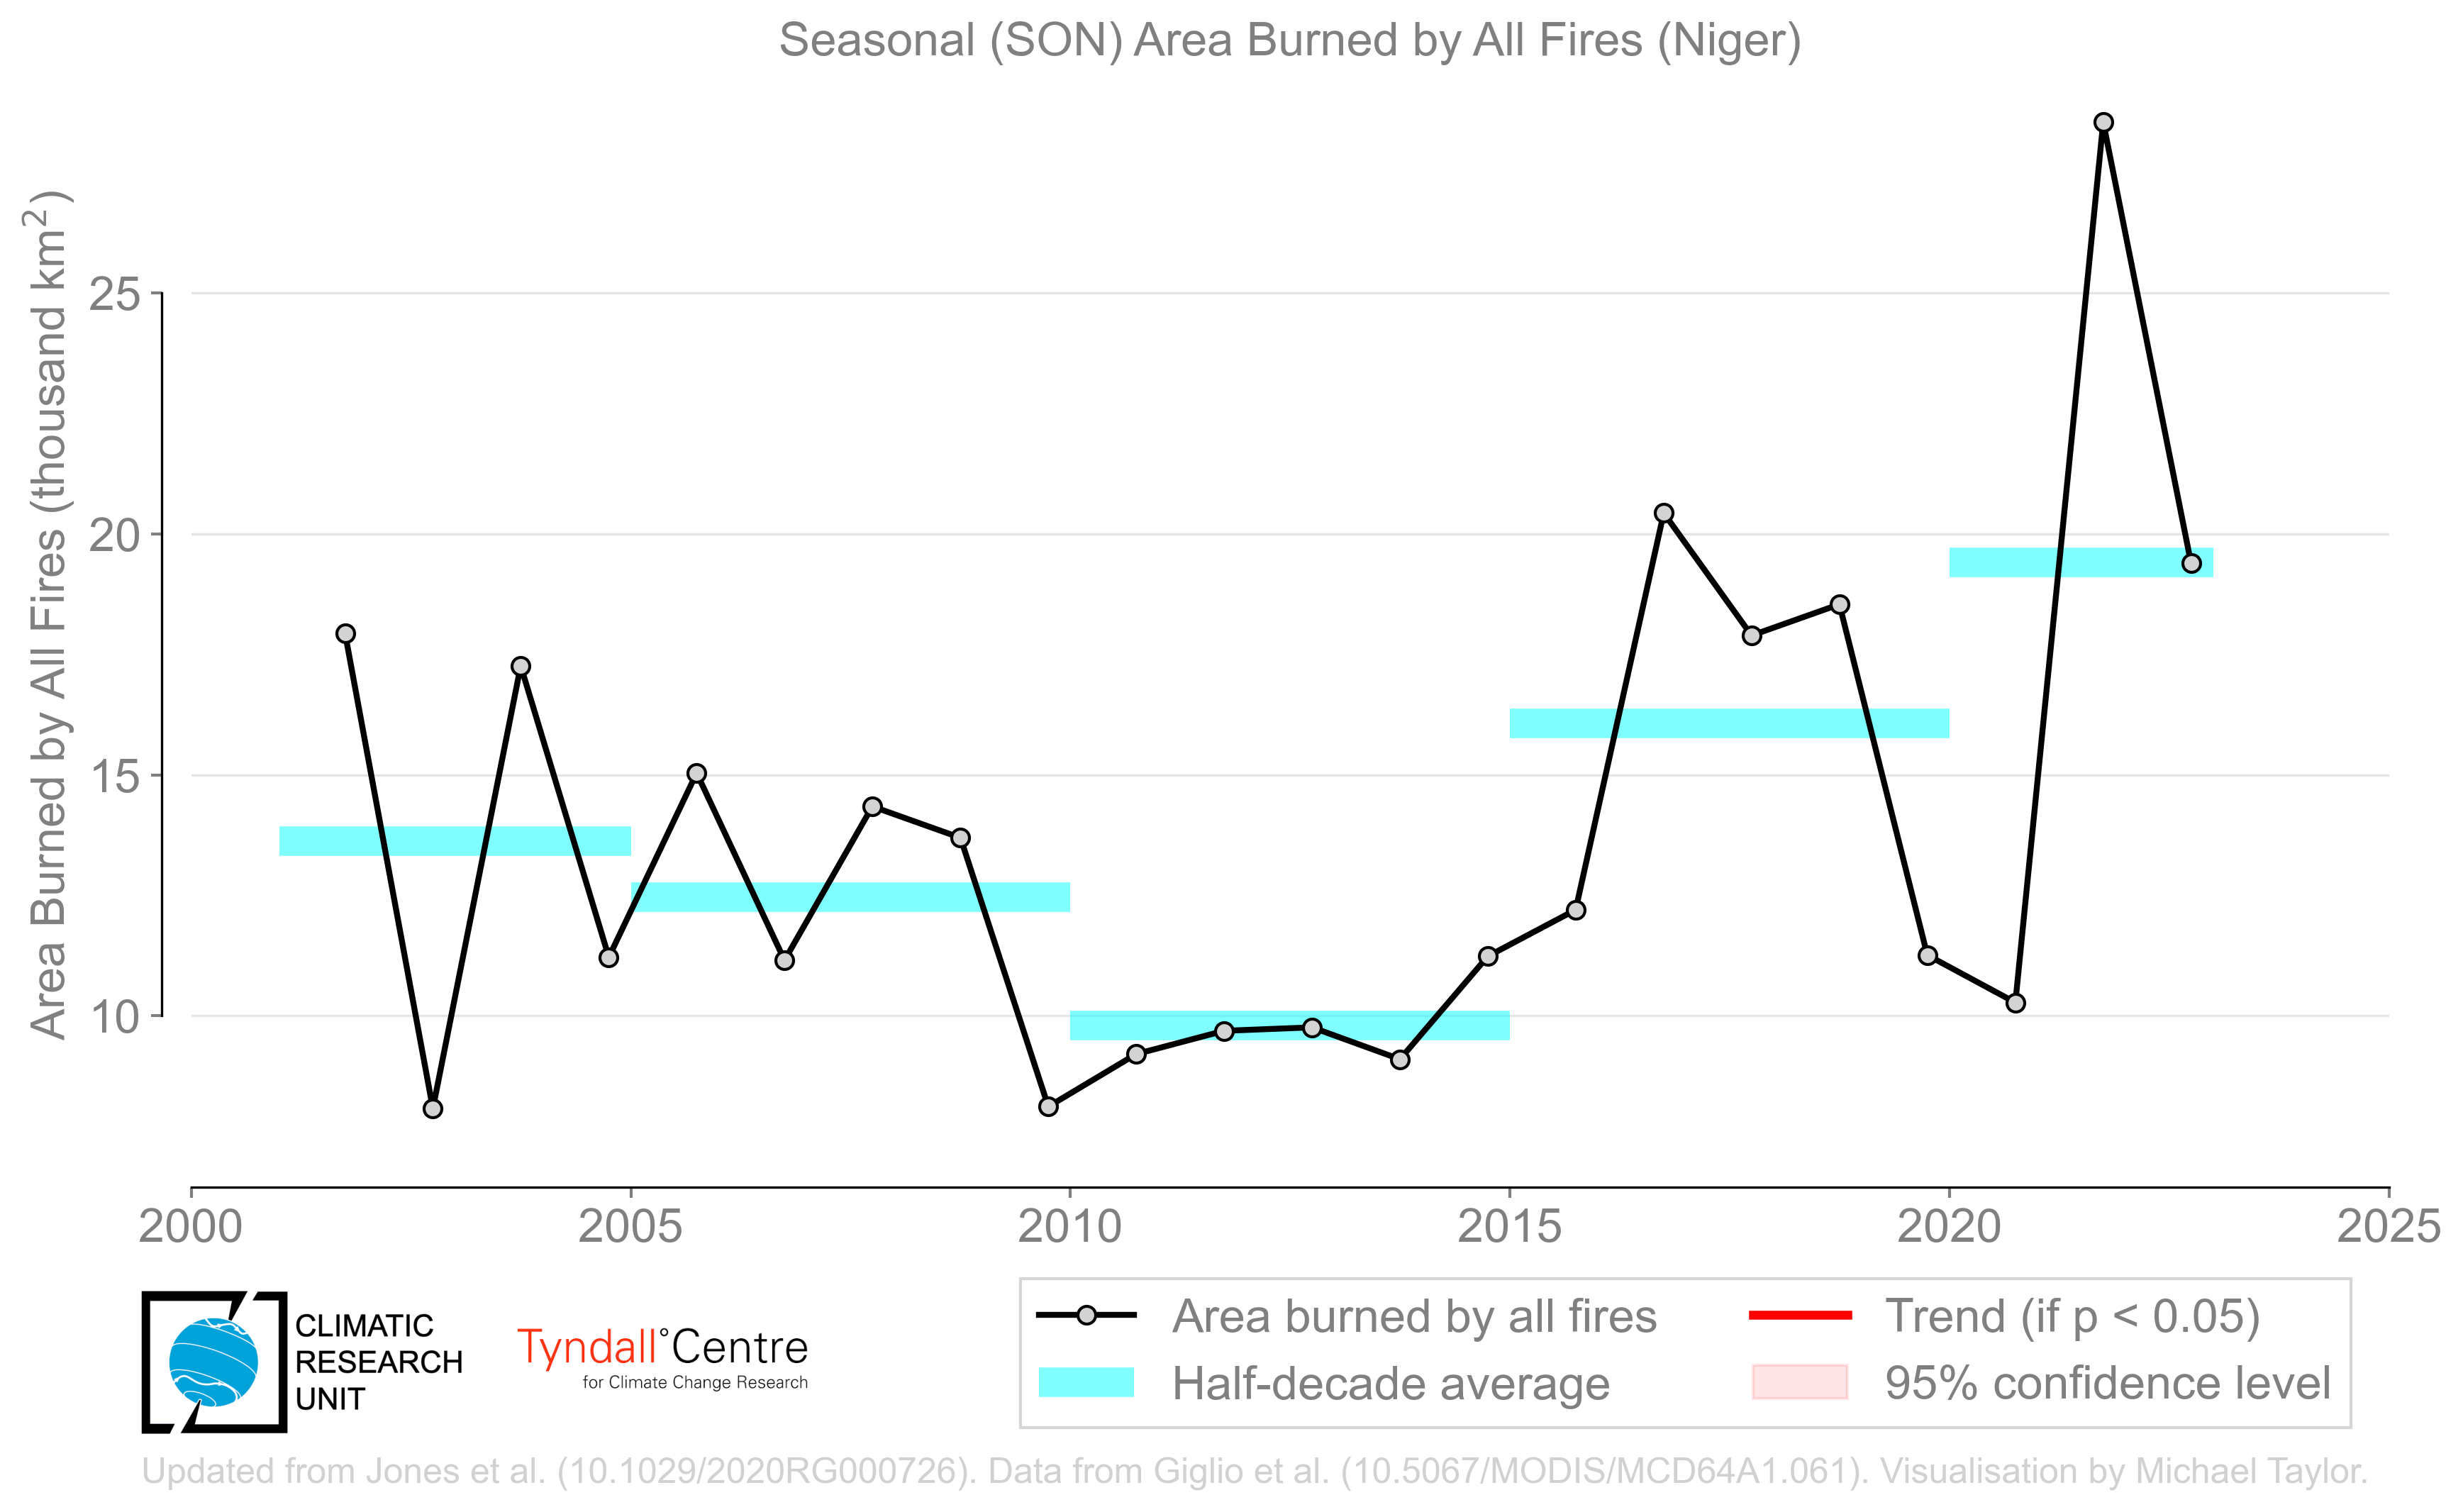 Seasonal (SON) Area Burned by All Fires (Niger)
Area Burned by All Fires (thousand km²)
25
20
15
10
2000 2005 2010 2015 2020 2025
CLIMATIC
RESEARCH
UNIT
Tyndall°Centre
for Climate Change Research
Area burned by all fires
Half-decade average
Trend (if p < 0.05)
95% confidence level
Updated from Jones et al. (10.1029/2020RG000726). Data from Giglio et al. (10.5067/MODIS/MCD64A1.061). Visualisation by Michael Taylor.